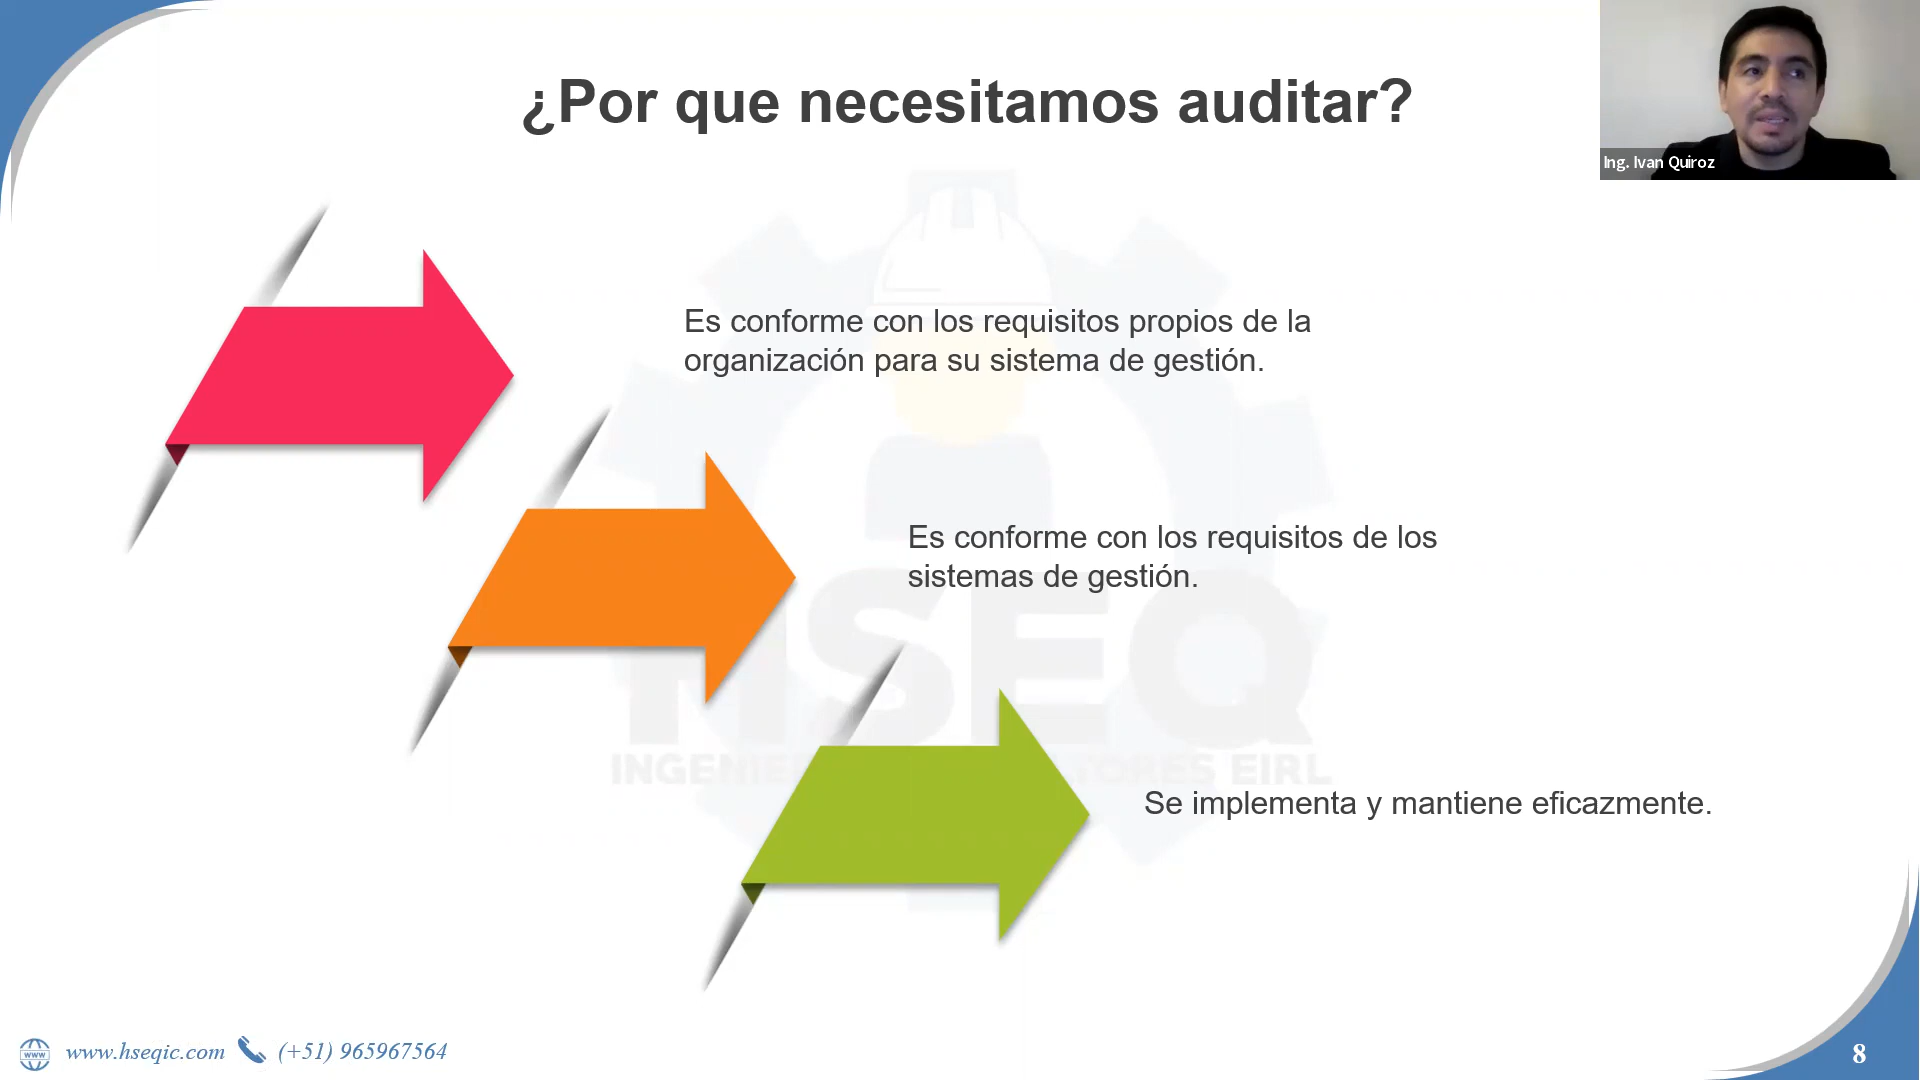 ¿Por que necesitamos auditar?
Ing. Ivan Quiroz
Es conforme con los requisitos propios de la
organización para su sistema de gestión.
Es conforme con los requisitos de los
sistemas de gestión.
HSEQ
Se implementa y mantiene eficazmente.
www
www.hseqic.com
(+51) 965967564
8